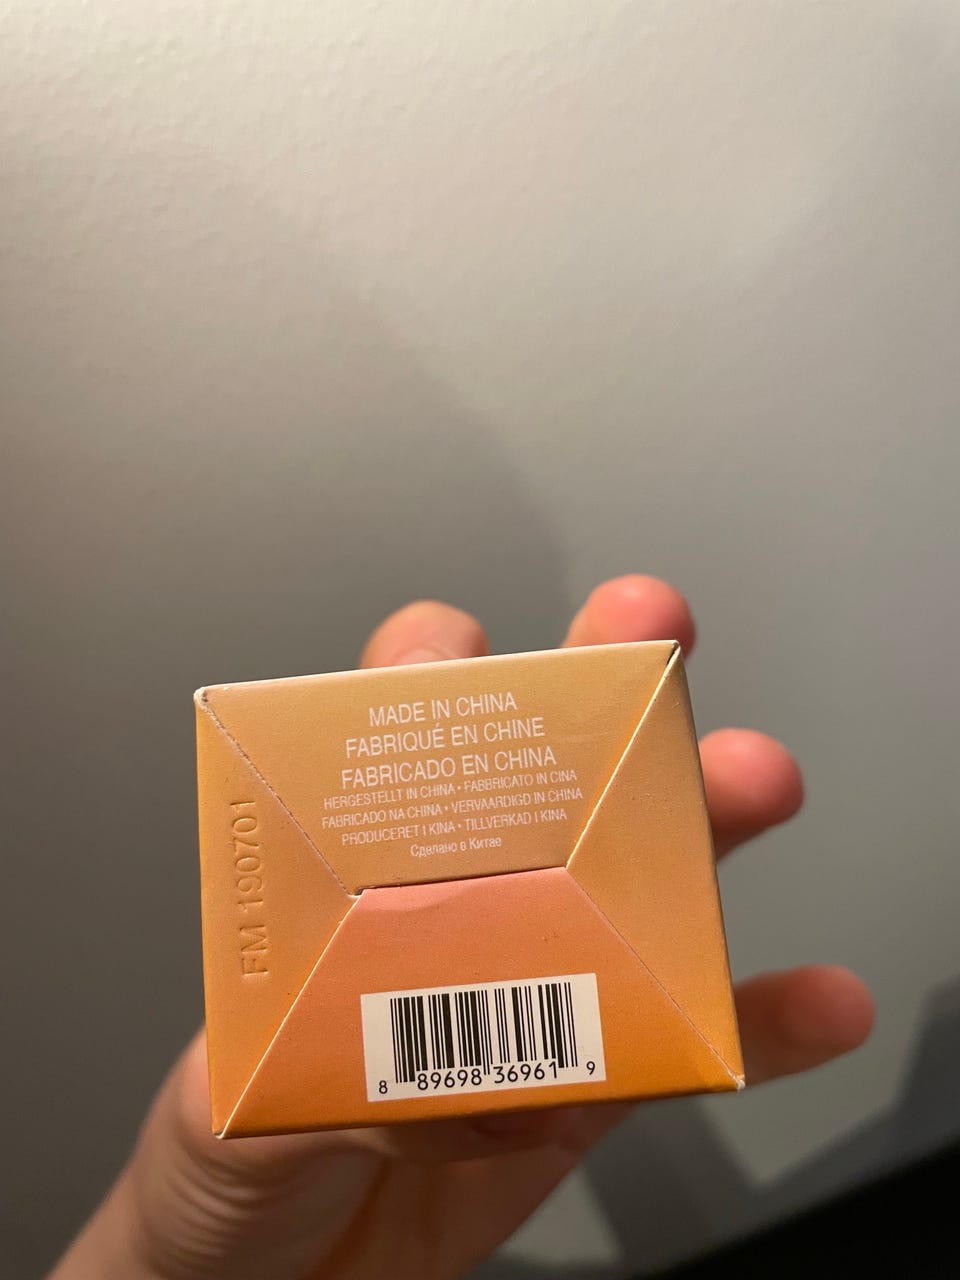 MADE IN CHINA
FABRIQUÉ EN CHINE
FABRICADO EN CHINA
HERGESTELLT IN CHINA • FABBRICATO IN CINA
FABRICADO NA CHINA • VERVAARDIGD IN CHINA
PRODUCERET I KINA • TILLVERKAD I KINA
Сделано в Китае
FM 190701
8 89698 36961 9